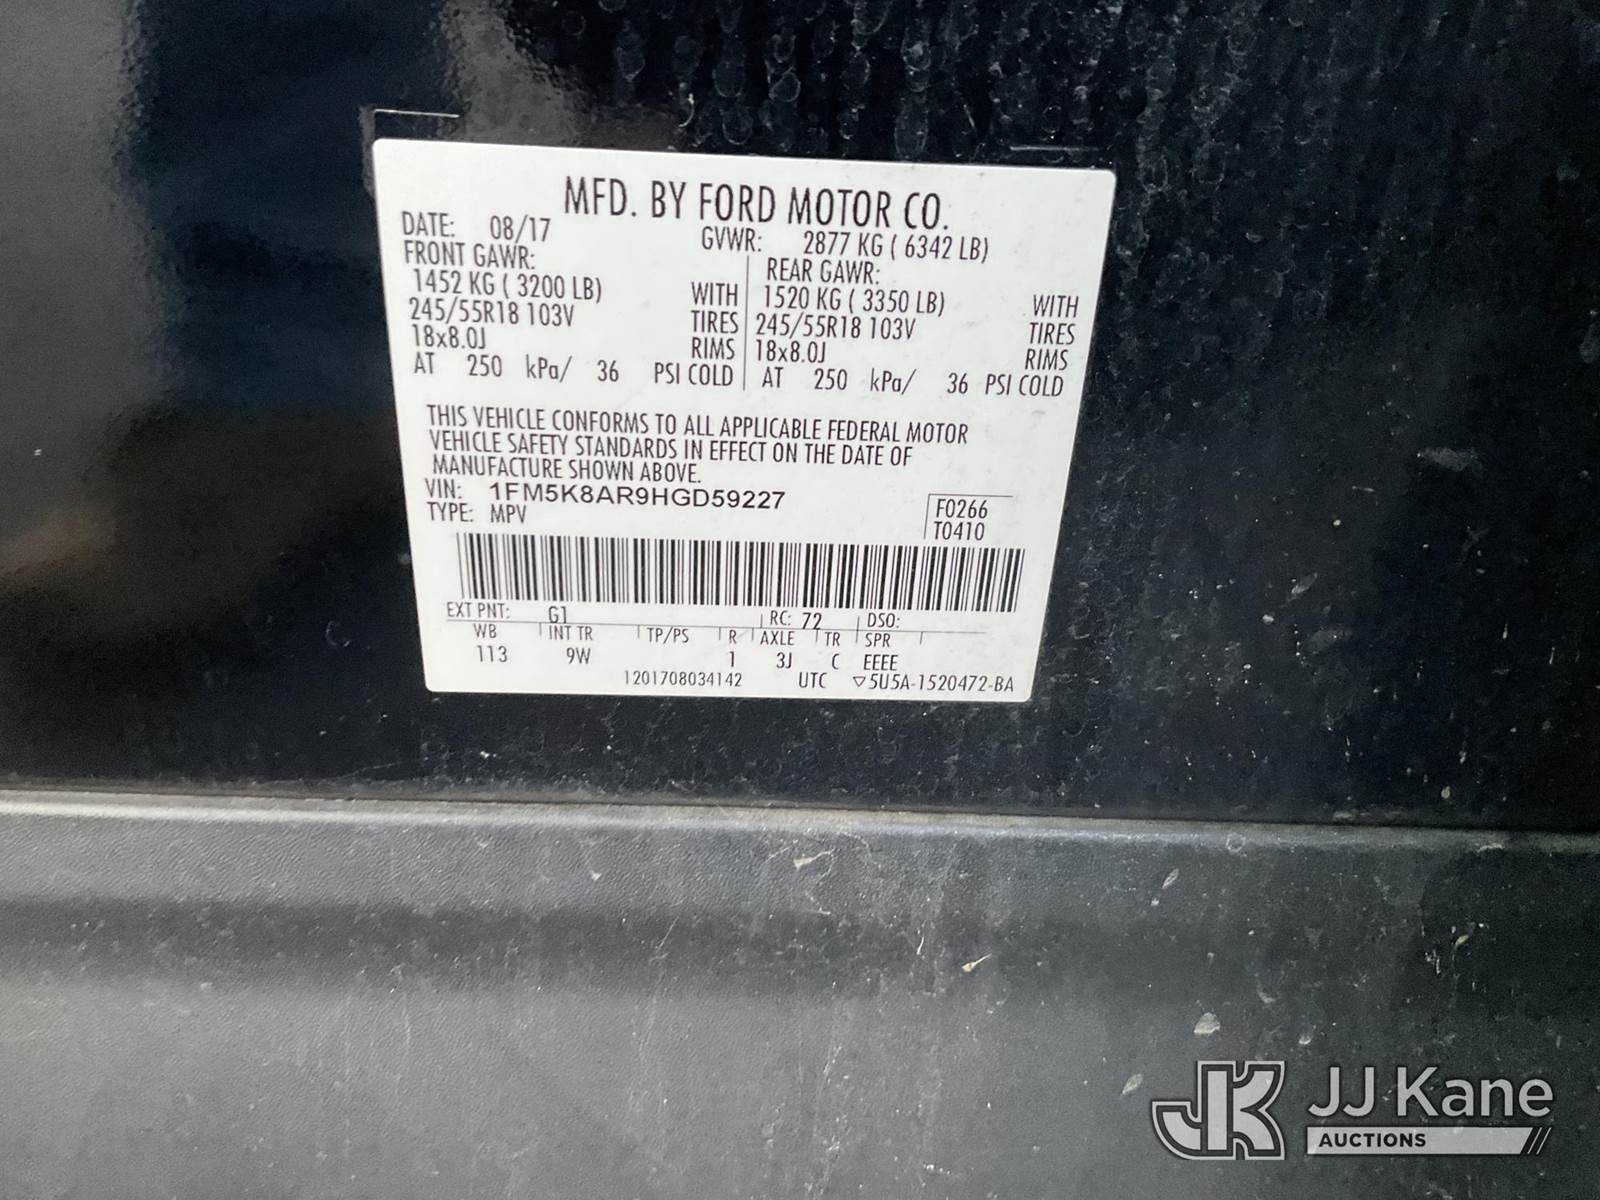 MFD. BY FORD MOTOR CO.
DATE: 08/17 GVWR: 2877 KG ( 6342 LB)
FRONT GAWR: REAR GAWR:
1452 KG ( 3200 LB) WITH 1520 KG ( 3350 LB) WITH
245/55R18 103V TIRES 245/55R18 103V TIRES
18x8.0J RIMS 18x8.0J RIMS
AT 250 kPa/ 36 PSI COLD AT 250 kPa/ 36 PSI COLD
THIS VEHICLE CONFORMS TO ALL APPLICABLE FEDERAL MOTOR
VEHICLE SAFETY STANDARDS IN EFFECT ON THE DATE OF
MANUFACTURE SHOWN ABOVE.
VIN: 1FM5K8AR9HGD59227 F0266
TYPE: MPV T0410
EXT PNT: G1 RC: 72 DSO:
WB INT TR TP/PS R AXLE TR SPR
113 9W 1 3J C EEEE
1201708034142 UTC ▽5U5A-1520472-BA
JK JJ Kane
AUCTIONS